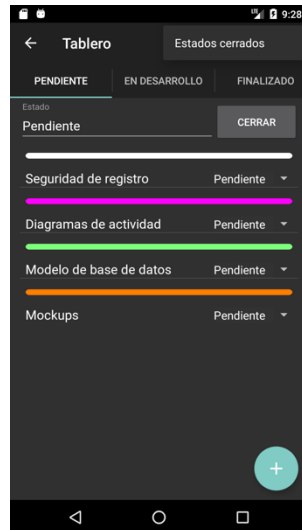 9:28
Tablero
Estados cerrados
PENDIENTE
EN DESARROLLO
FINALIZADO
Estado
Pendiente
CERRAR
Seguridad de registro
Pendiente
Diagramas de actividad
Pendiente
Modelo de base de datos
Pendiente
Mockups
Pendiente
+